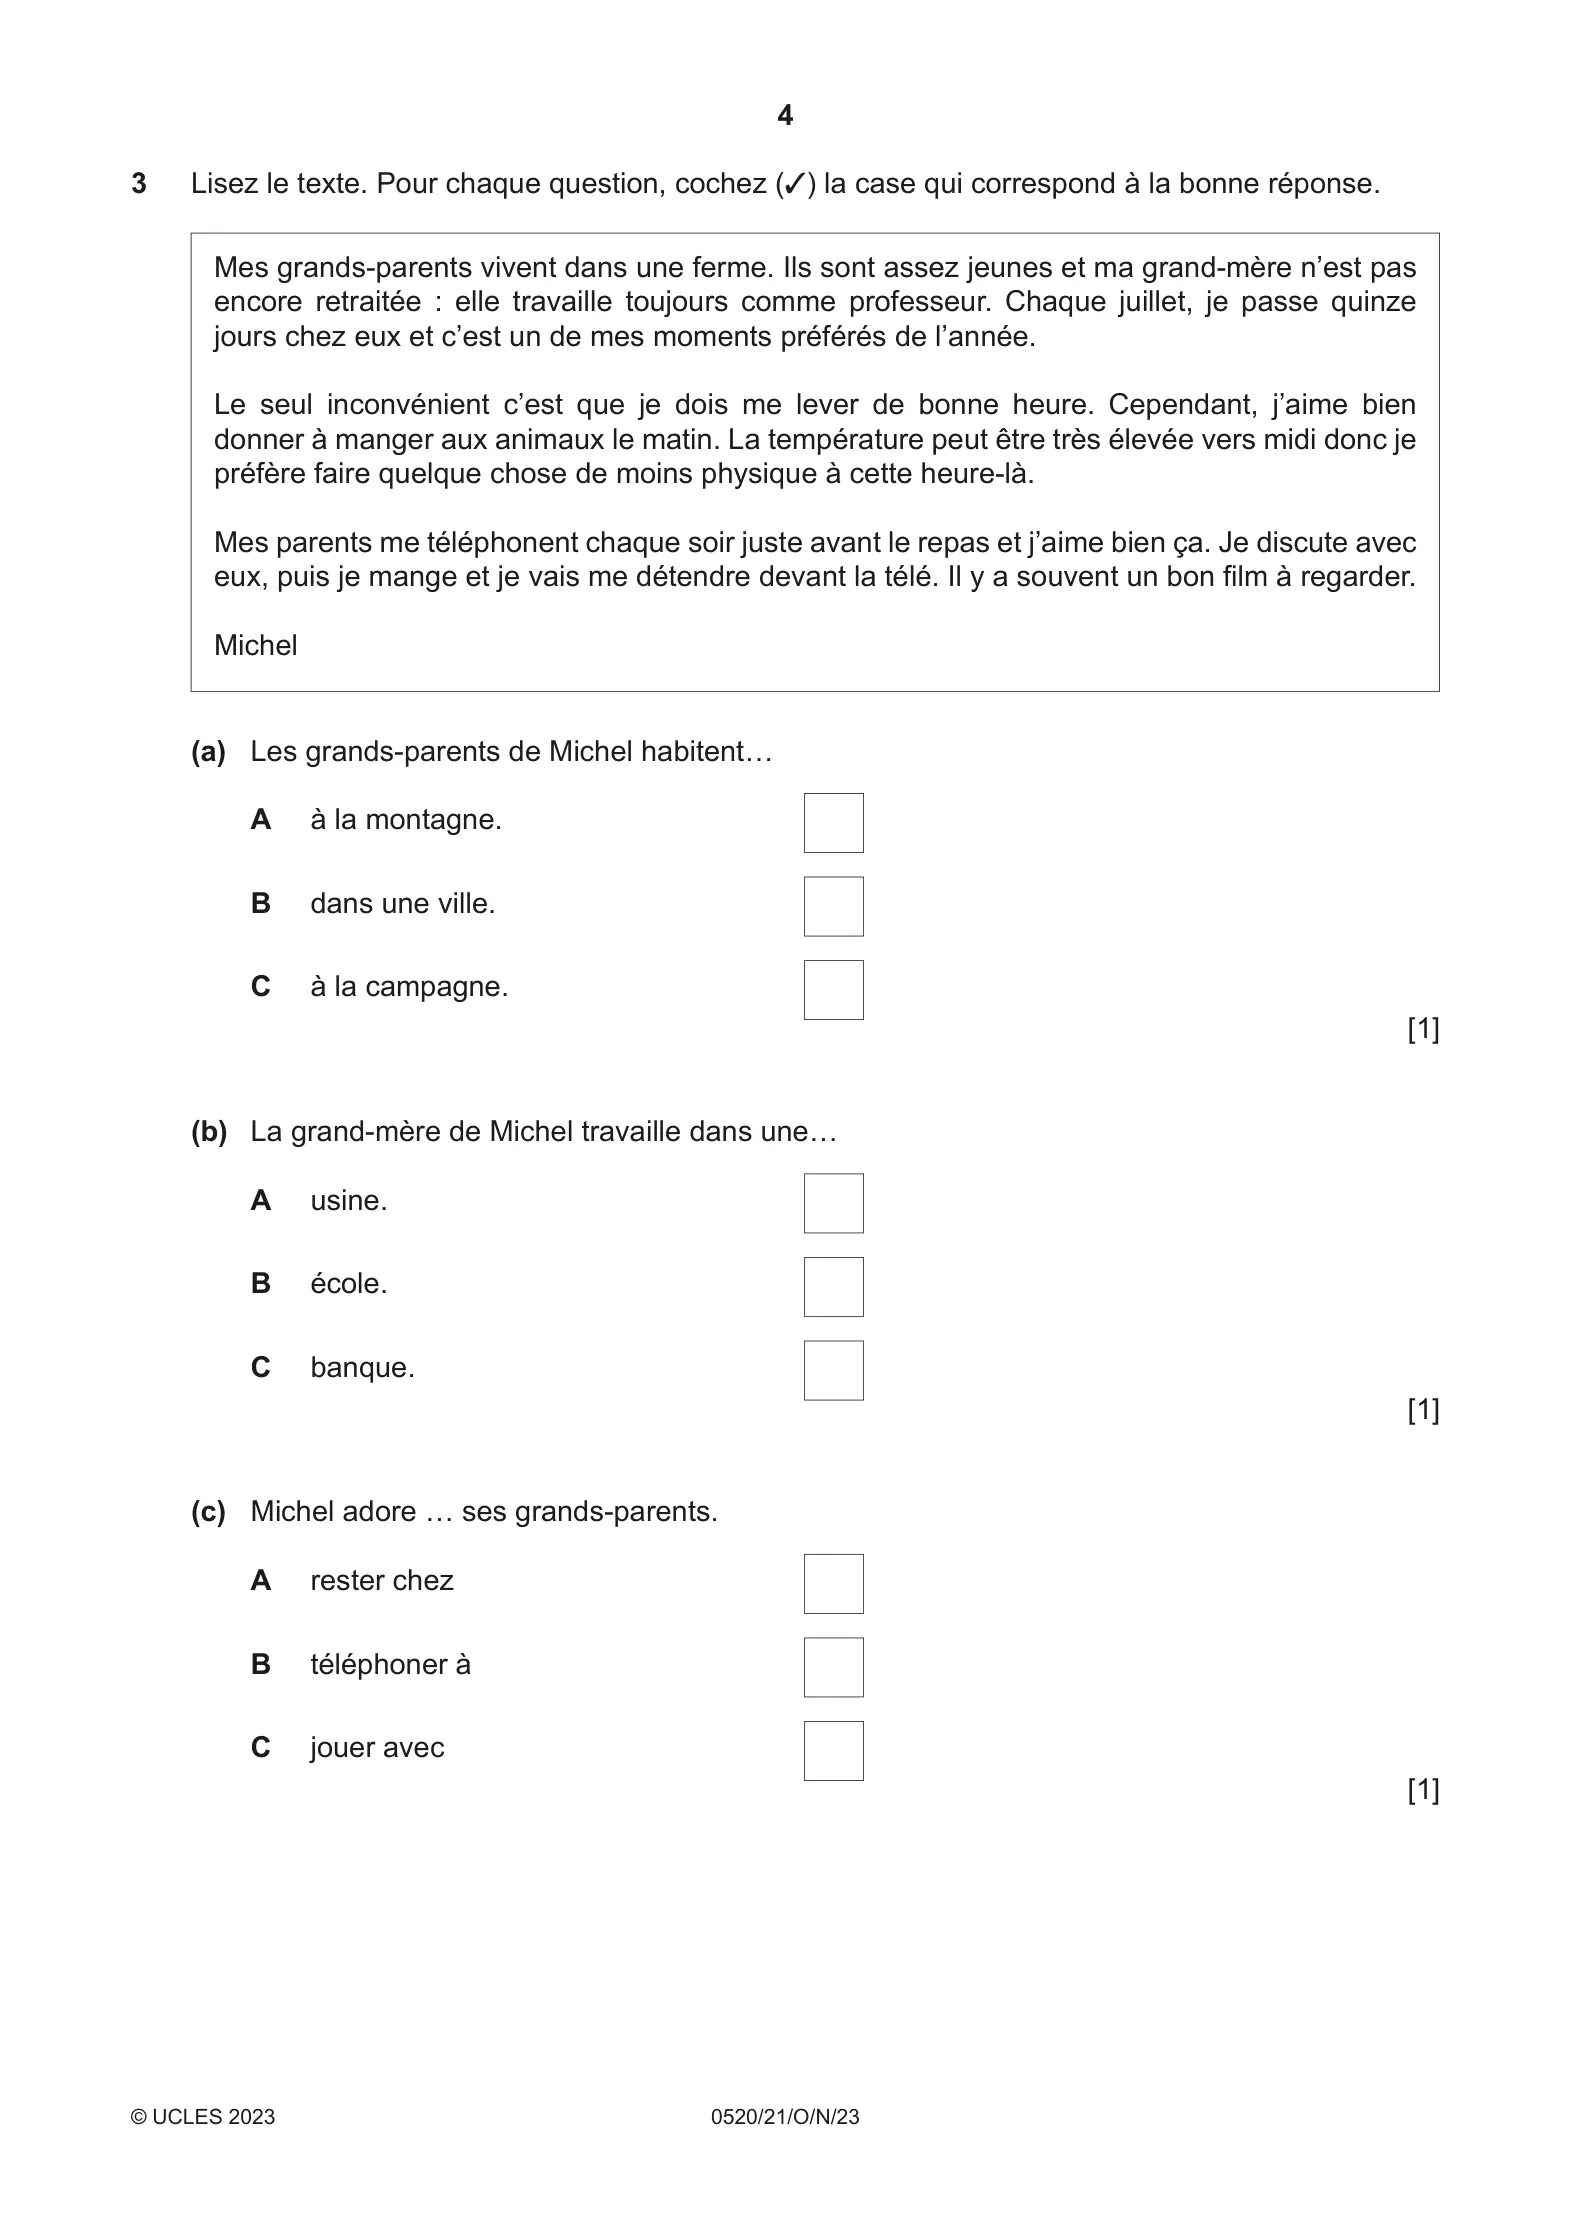 4
3 Lisez le texte. Pour chaque question, cochez (✓) la case qui correspond à la bonne réponse.
Mes grands-parents vivent dans une ferme. Ils sont assez jeunes et ma grand-mère n’est pas
encore retraitée : elle travaille toujours comme professeur. Chaque juillet, je passe quinze
jours chez eux et c’est un de mes moments préférés de l’année.
Le seul inconvénient c’est que je dois me lever de bonne heure. Cependant, j’aime bien
donner à manger aux animaux le matin. La température peut être très élevée vers midi donc je
préfère faire quelque chose de moins physique à cette heure-là.
Mes parents me téléphonent chaque soir juste avant le repas et j’aime bien ça. Je discute avec
eux, puis je mange et je vais me détendre devant la télé. Il y a souvent un bon film à regarder.
Michel
(a) Les grands-parents de Michel habitent…
A à la montagne.
B dans une ville.
C à la campagne.
[1]
(b) La grand-mère de Michel travaille dans une…
A usine.
B école.
C banque.
[1]
(c) Michel adore … ses grands-parents.
A rester chez
B téléphoner à
C jouer avec
[1]
© UCLES 2023 0520/21/O/N/23